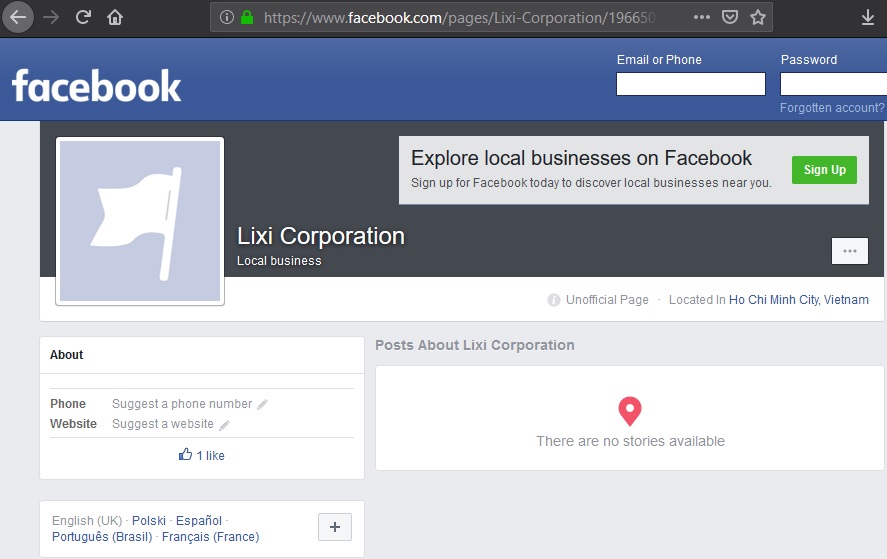 https://www.facebook.com/pages/Lixi-Corporation/196650
facebook
Email or Phone
Password
Forgotten account?
Explore local businesses on Facebook
Sign up for Facebook today to discover local businesses near you.
Sign Up
Lixi Corporation
Local business
Unofficial Page · Located In Ho Chi Minh City, Vietnam
About
Phone Suggest a phone number
Website Suggest a website
1 like
Posts About Lixi Corporation
There are no stories available
English (UK) · Polski · Español ·
Português (Brasil) · Français (France)